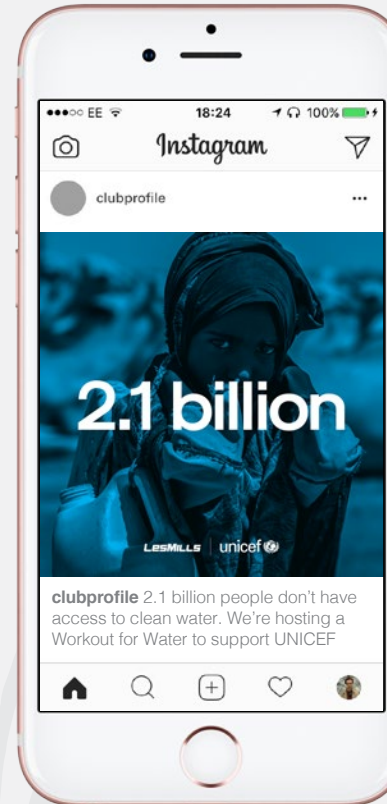 EE 18:24 100%
Instagram
clubprofile
2.1 billion
LesMILLS unicef
clubprofile 2.1 billion people don’t have
access to clean water. We’re hosting a
Workout for Water to support UNICEF